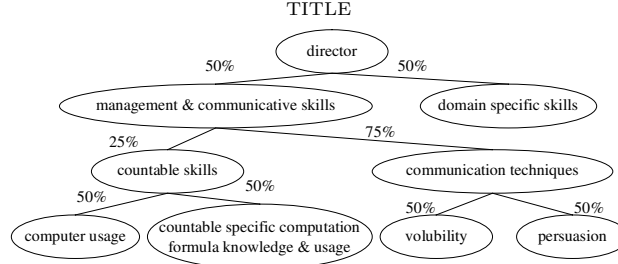 TITLE
director
50% 50%
management & communicative skills domain specific skills
25% 75%
countable skills communication techniques
50% 50% 50% 50%
computer usage countable specific computation formula knowledge & usage volubility persuasion